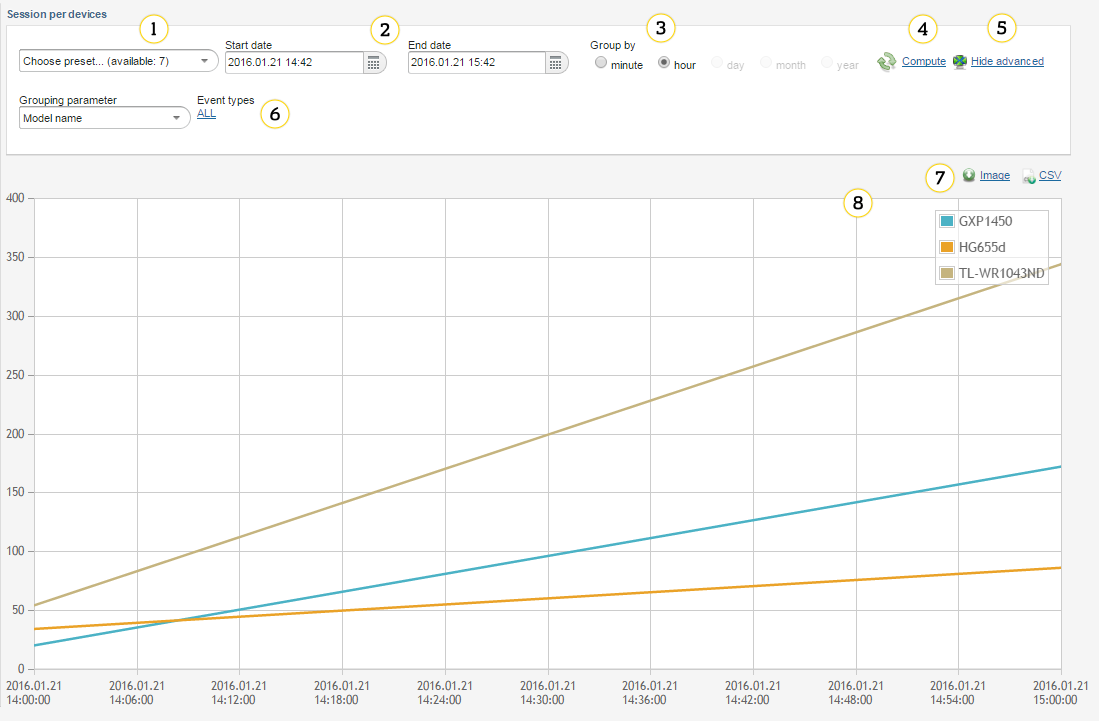 Session per devices
1 2 3 4 5
Start date End date Group by
Choose preset... (available: 7) 2016.01.21 14:42 2016.01.21 15:42 minute hour day month year Compute Hide advanced
Grouping parameter Event types
Model name ALL 6
7 Image CSV
8
GXP1450
HG655d
TL-WR1043ND
400
350
300
250
200
150
100
50
0
2016.01.21 2016.01.21 2016.01.21 2016.01.21 2016.01.21 2016.01.21 2016.01.21 2016.01.21 2016.01.21 2016.01.21 2016.01.21
14:00:00 14:06:00 14:12:00 14:18:00 14:24:00 14:30:00 14:36:00 14:42:00 14:48:00 14:54:00 15:00:00